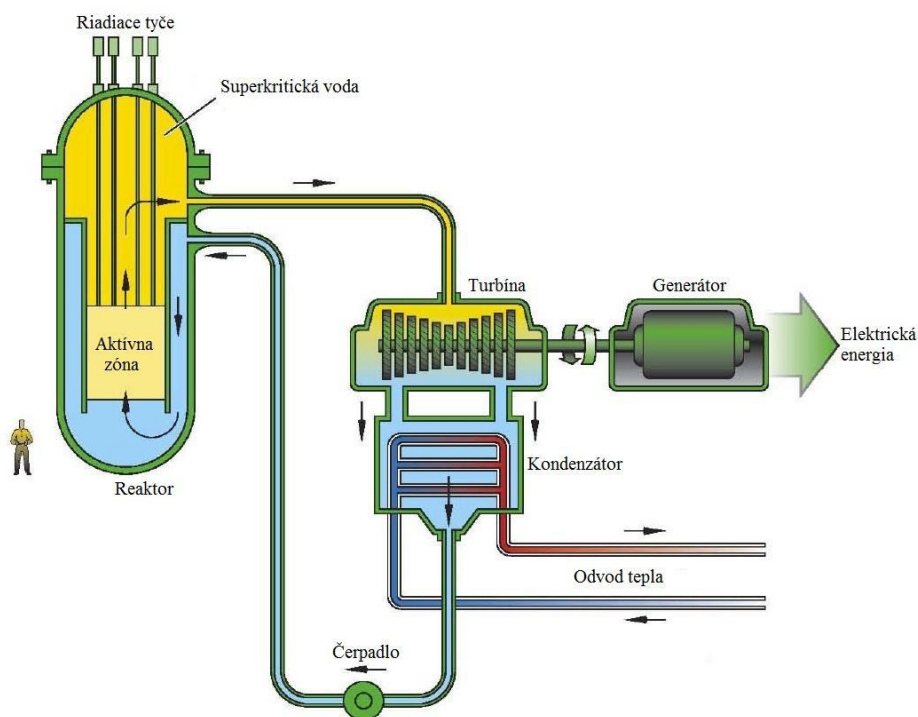 Riadiace tyče
Superkritická voda
Turbína
Generátor
Elektrická
energia
Aktívna
zóna
Kondenzátor
Reaktor
Odvod tepla
Čerpadlo